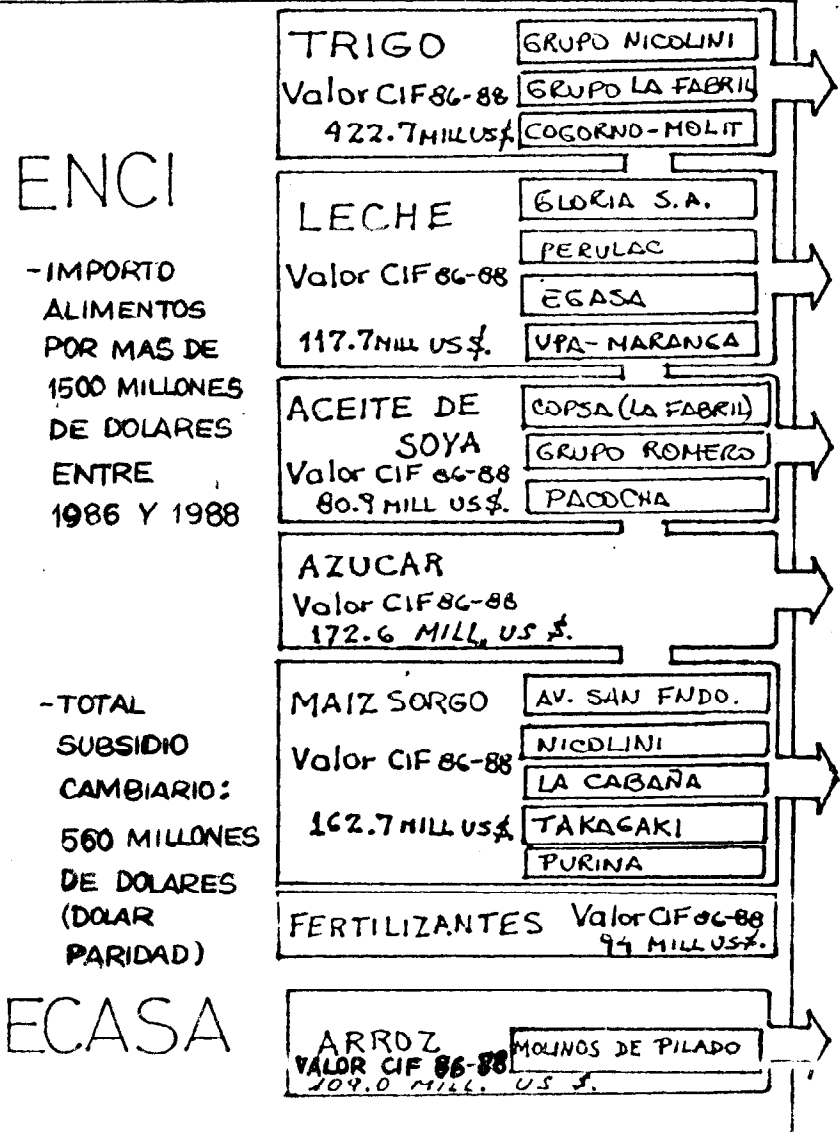 ENCI
-IMPORTO
ALIMENTOS
POR MAS DE
1500 MILLONES
DE DOLARES
ENTRE
1986 Y 1988
-TOTAL
SUBSIDIO
CAMBIARIO:
560 MILLONES
DE DOLARES
(DOLAR
PARIDAD)
TRIGO
Valor CIF 86-88
422.7 MILL US$
GRUPO NICOLINI
GRUPO LA FABRIL
COGORNO-MOLIT
LECHE
Valor CIF 86-88
117.7 MILL US $.
GLORIA S.A.
PERULAC
EGASA
UPA-MARANGA
ACEITE DE
SOYA
Valor CIF 86-88
80.9 MILL US$.
COPSA (LA FABRIL)
GRUPO ROMERO
PACOCHA
AZUCAR
Valor CIF 86-88
172.6 MILL, US $.
MAIZ SORGO
Valor CIF 86-88
162.7 MILL US$
AV. SAN FNDO.
NICOLINI
LA CABAÑA
TAKAGAKI
PURINA
FERTILIZANTES Valor CIF 86-88
94 MILL US$.
ECASA
ARROZ
VALOR CIF 86-88
109.0 MILL. US $.
MOLINOS DE PILADO